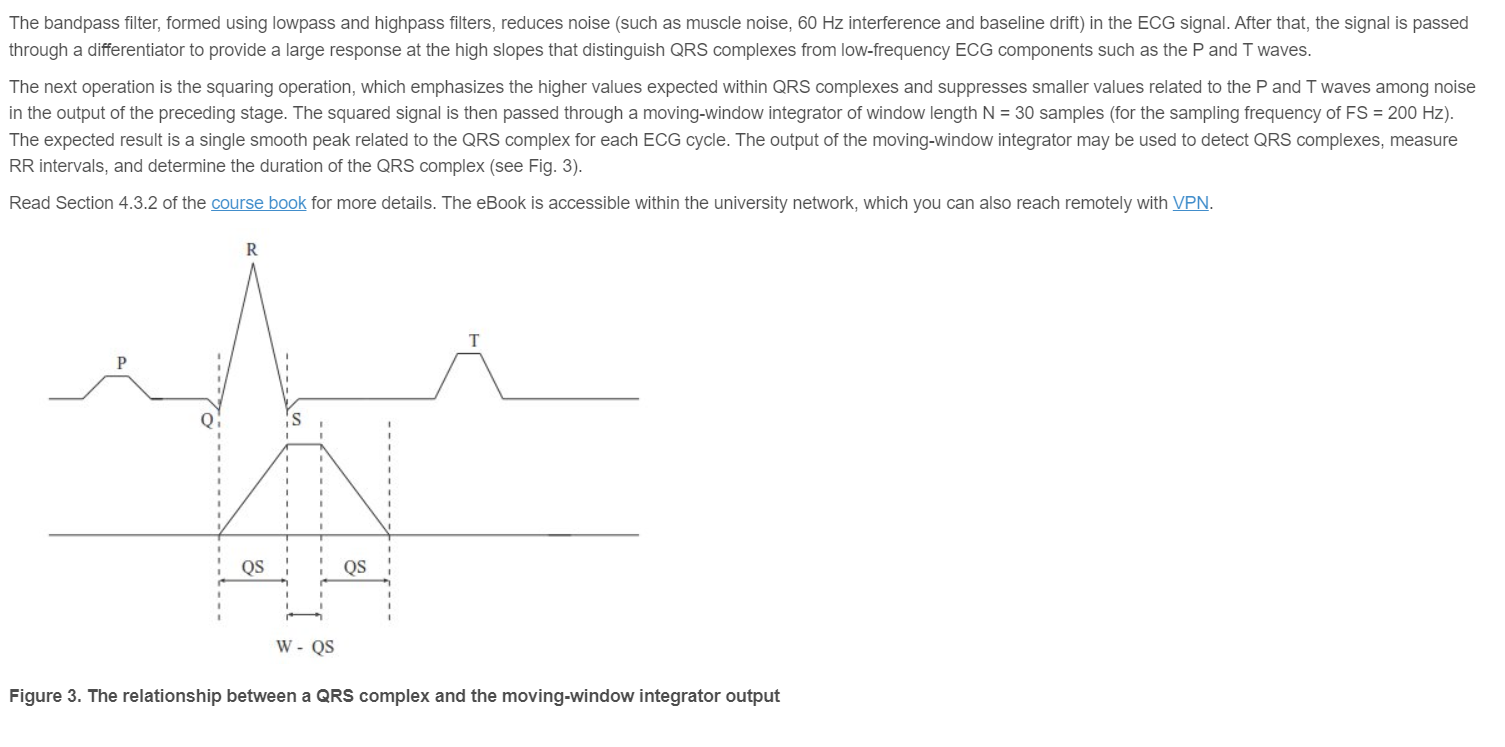 The bandpass filter, formed using lowpass and highpass filters, reduces noise (such as muscle noise, 60 Hz interference and baseline drift) in the ECG signal. After that, the signal is passed
through a differentiator to provide a large response at the high slopes that distinguish QRS complexes from low-frequency ECG components such as the P and T waves.
The next operation is the squaring operation, which emphasizes the higher values expected within QRS complexes and suppresses smaller values related to the P and T waves among noise
in the output of the preceding stage. The squared signal is then passed through a moving-window integrator of window length N = 30 samples (for the sampling frequency of FS = 200 Hz).
The expected result is a single smooth peak related to the QRS complex for each ECG cycle. The output of the moving-window integrator may be used to detect QRS complexes, measure
RR intervals, and determine the duration of the QRS complex (see Fig. 3).
Read Section 4.3.2 of the course book for more details. The eBook is accessible within the university network, which you can also reach remotely with VPN.
R
T
P
Q
S
QS
QS
W - QS
Figure 3. The relationship between a QRS complex and the moving-window integrator output